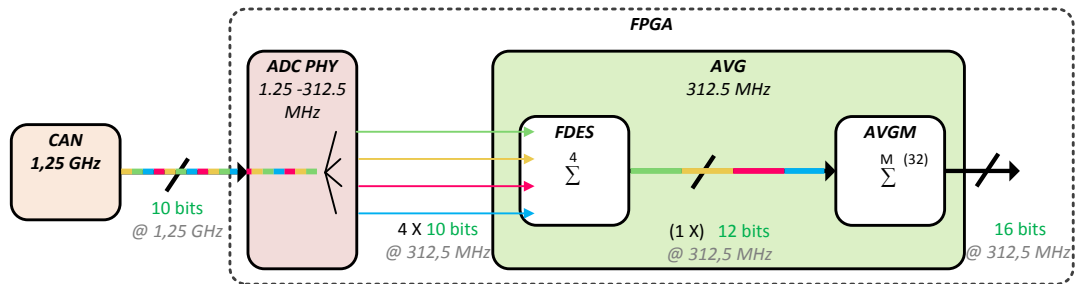 FPGA
ADC PHY
1.25 -312.5
MHz
AVG
312.5 MHz
CAN
1,25 GHz
FDES
4
∑
AVGM
M (32)
∑
10 bits
@ 1,25 GHz
4 X 10 bits
@ 312,5 MHz
(1 X) 12 bits
@ 312,5 MHz
16 bits
@ 312,5 MHz